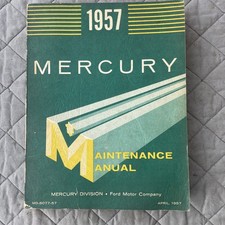 1957
MERCURY
MAINTENANCE
MANUAL
MERCURY DIVISION • Ford Motor Company
APRIL, 1957